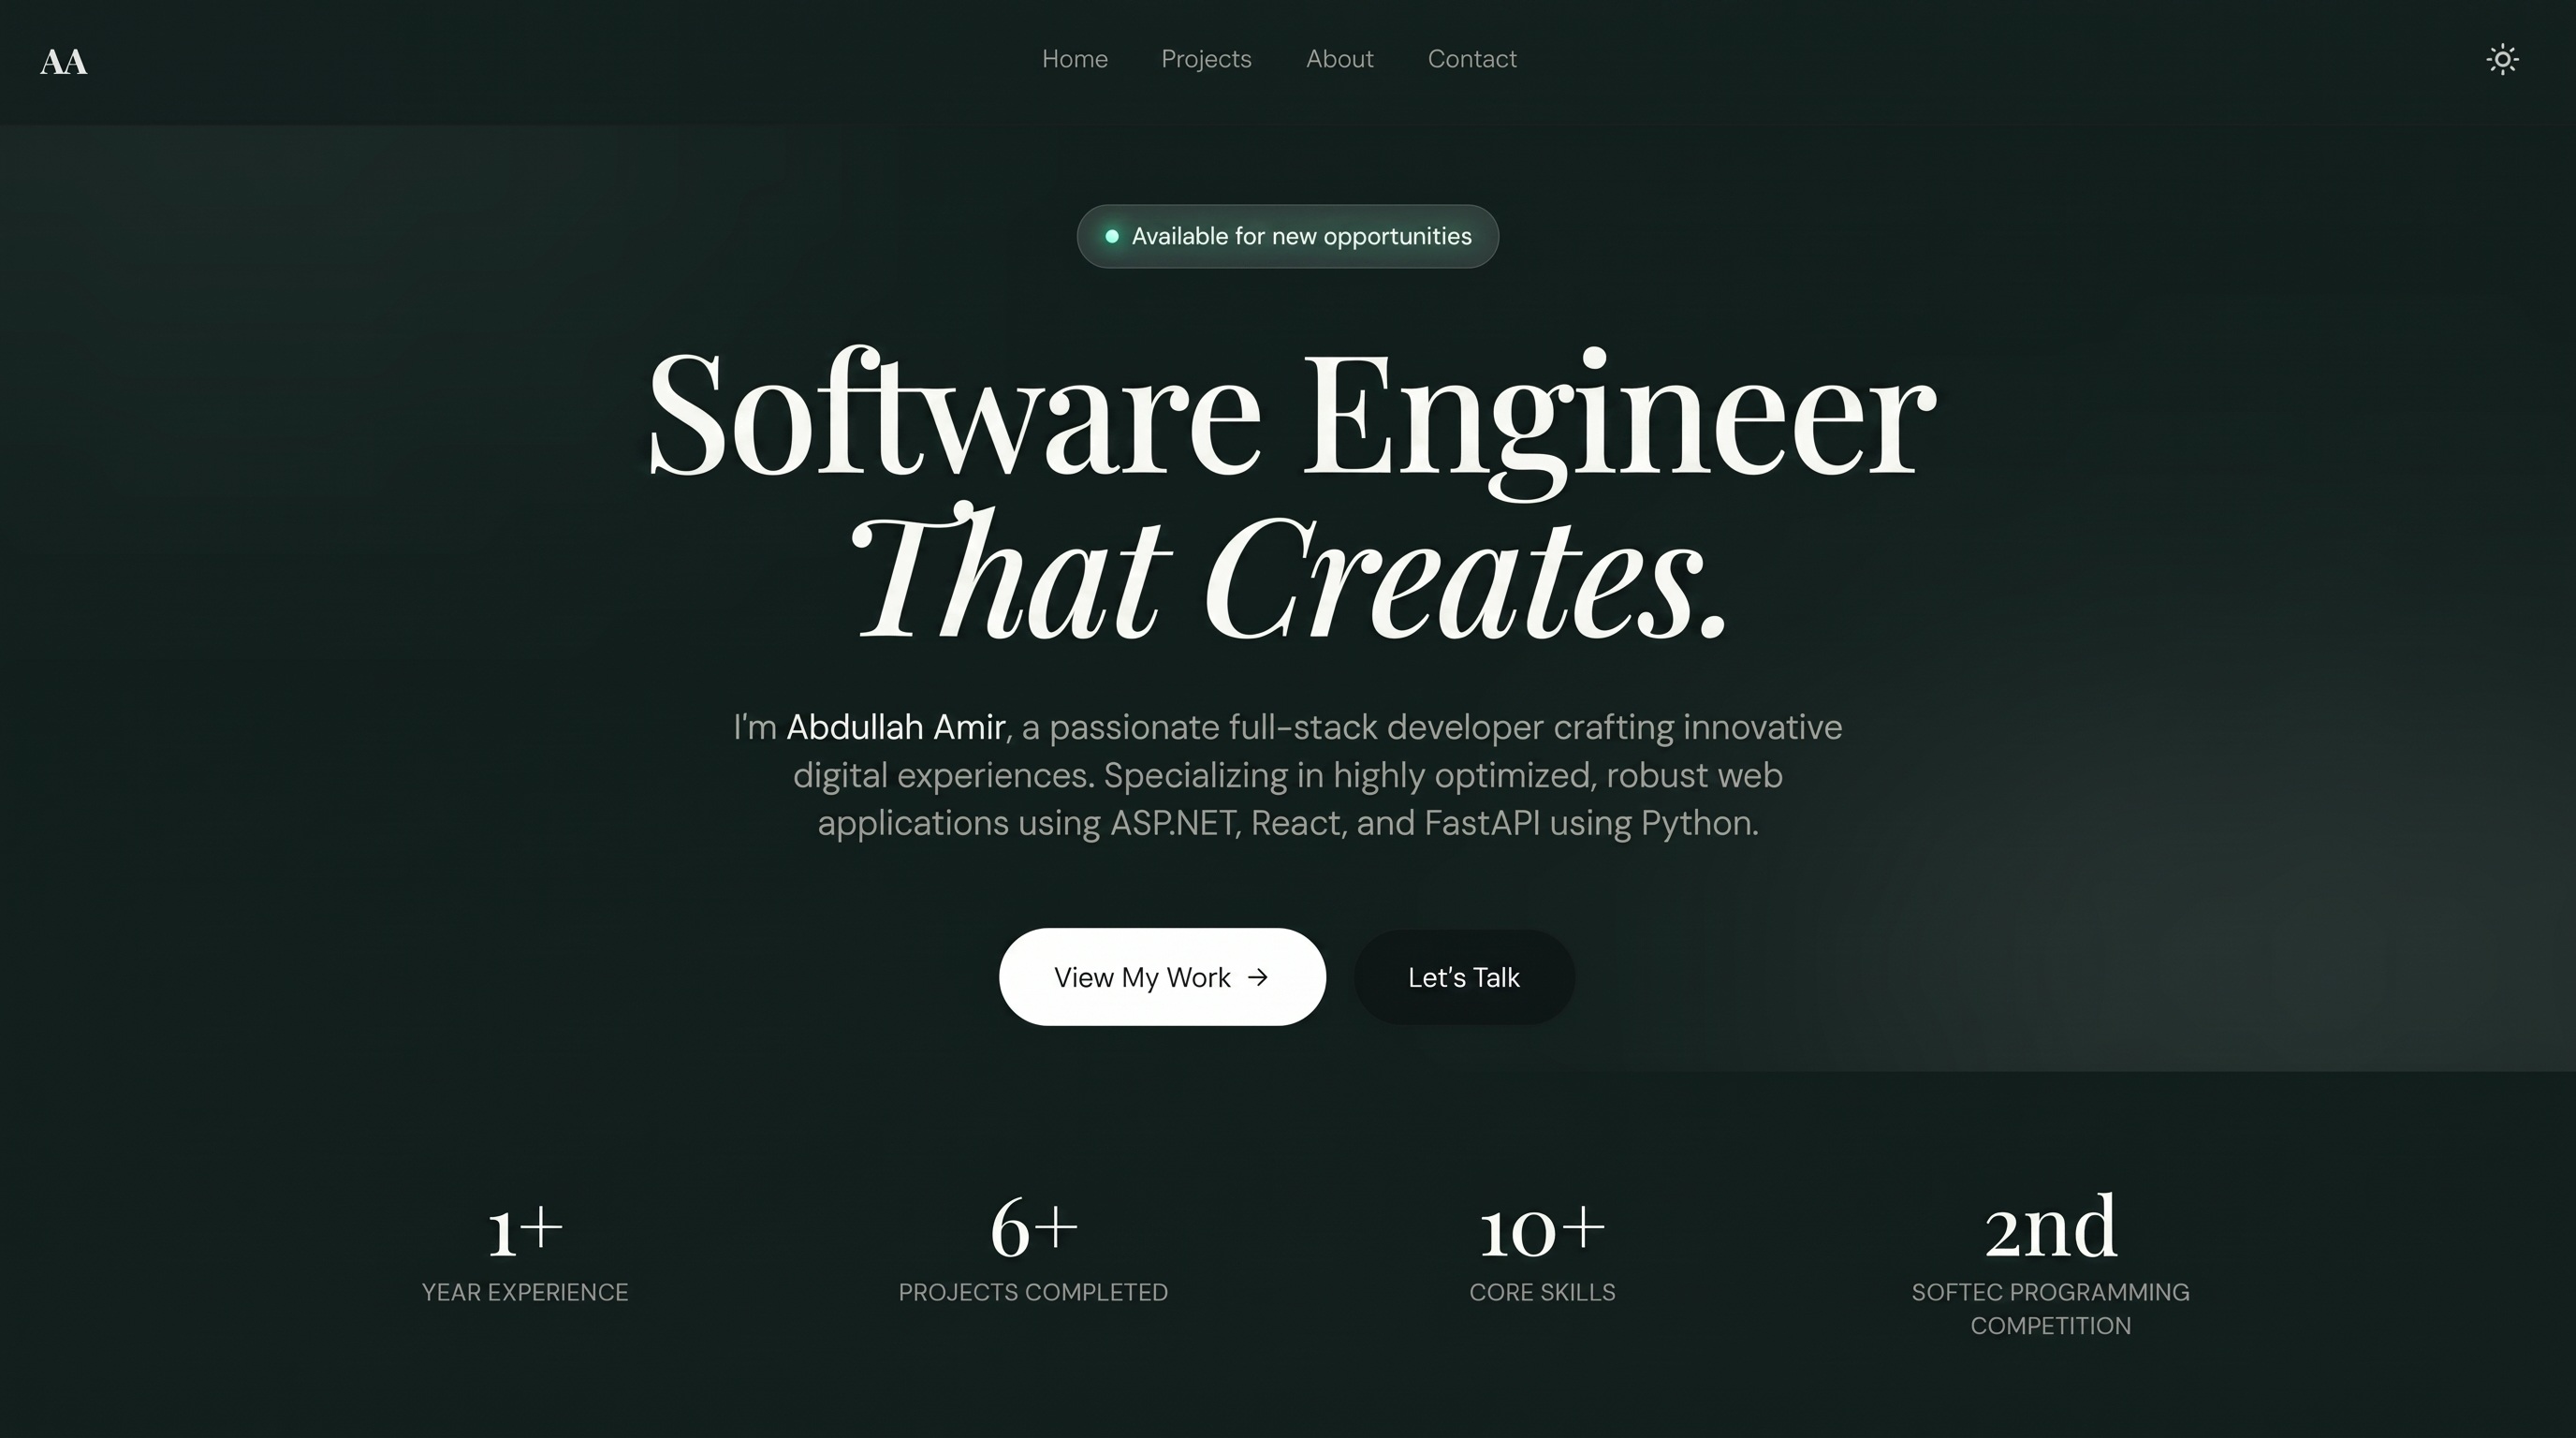 AA
Home Projects About Contact
Available for new opportunities
Software Engineer
That Creates.
I'm Abdullah Amir, a passionate full-stack developer crafting innovative
digital experiences. Specializing in highly optimized, robust web
applications using ASP.NET, React, and FastAPI using Python.
View My Work → Let's Talk
1+ 6+ 10+ 2nd
YEAR EXPERIENCE PROJECTS COMPLETED CORE SKILLS SOFTEC PROGRAMMING
COMPETITION